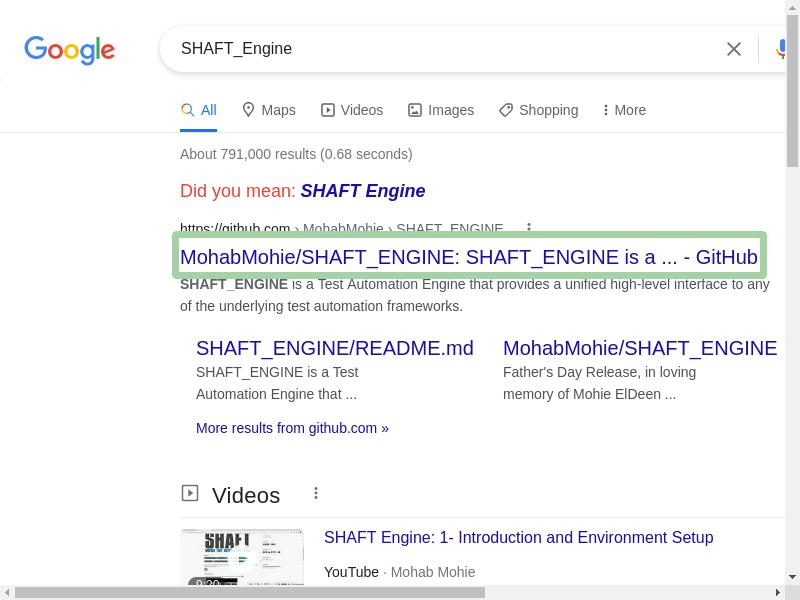 Google
SHAFT_Engine
All Maps Videos Images Shopping More
About 791,000 results (0.68 seconds)
Did you mean: SHAFT Engine
https://github.com › MohabMohie › SHAFT_ENGINE
MohabMohie/SHAFT_ENGINE: SHAFT_ENGINE is a ... - GitHub
SHAFT_ENGINE is a Test Automation Engine that provides a unified high-level interface to any
of the underlying test automation frameworks.
SHAFT_ENGINE/README.md
SHAFT_ENGINE is a Test
Automation Engine that ...
MohabMohie/SHAFT_ENGINE
Father's Day Release, in loving
memory of Mohie ElDeen ...
More results from github.com »
Videos
SHAFT
9:20
SHAFT Engine: 1- Introduction and Environment Setup
YouTube · Mohab Mohie